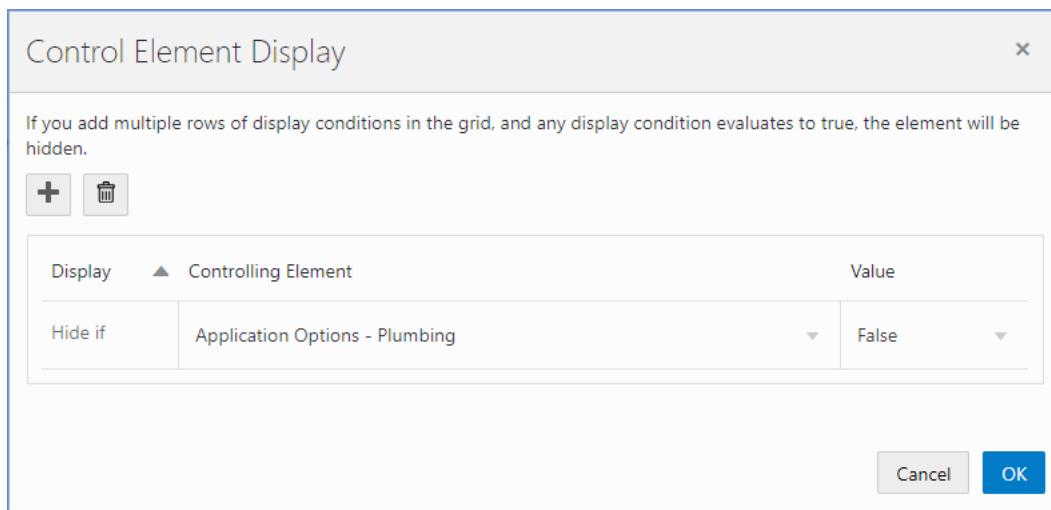 Control Element Display
If you add multiple rows of display conditions in the grid, and any display condition evaluates to true, the element will be
hidden.
Display Controlling Element Value
Hide if Application Options - Plumbing False
Cancel OK